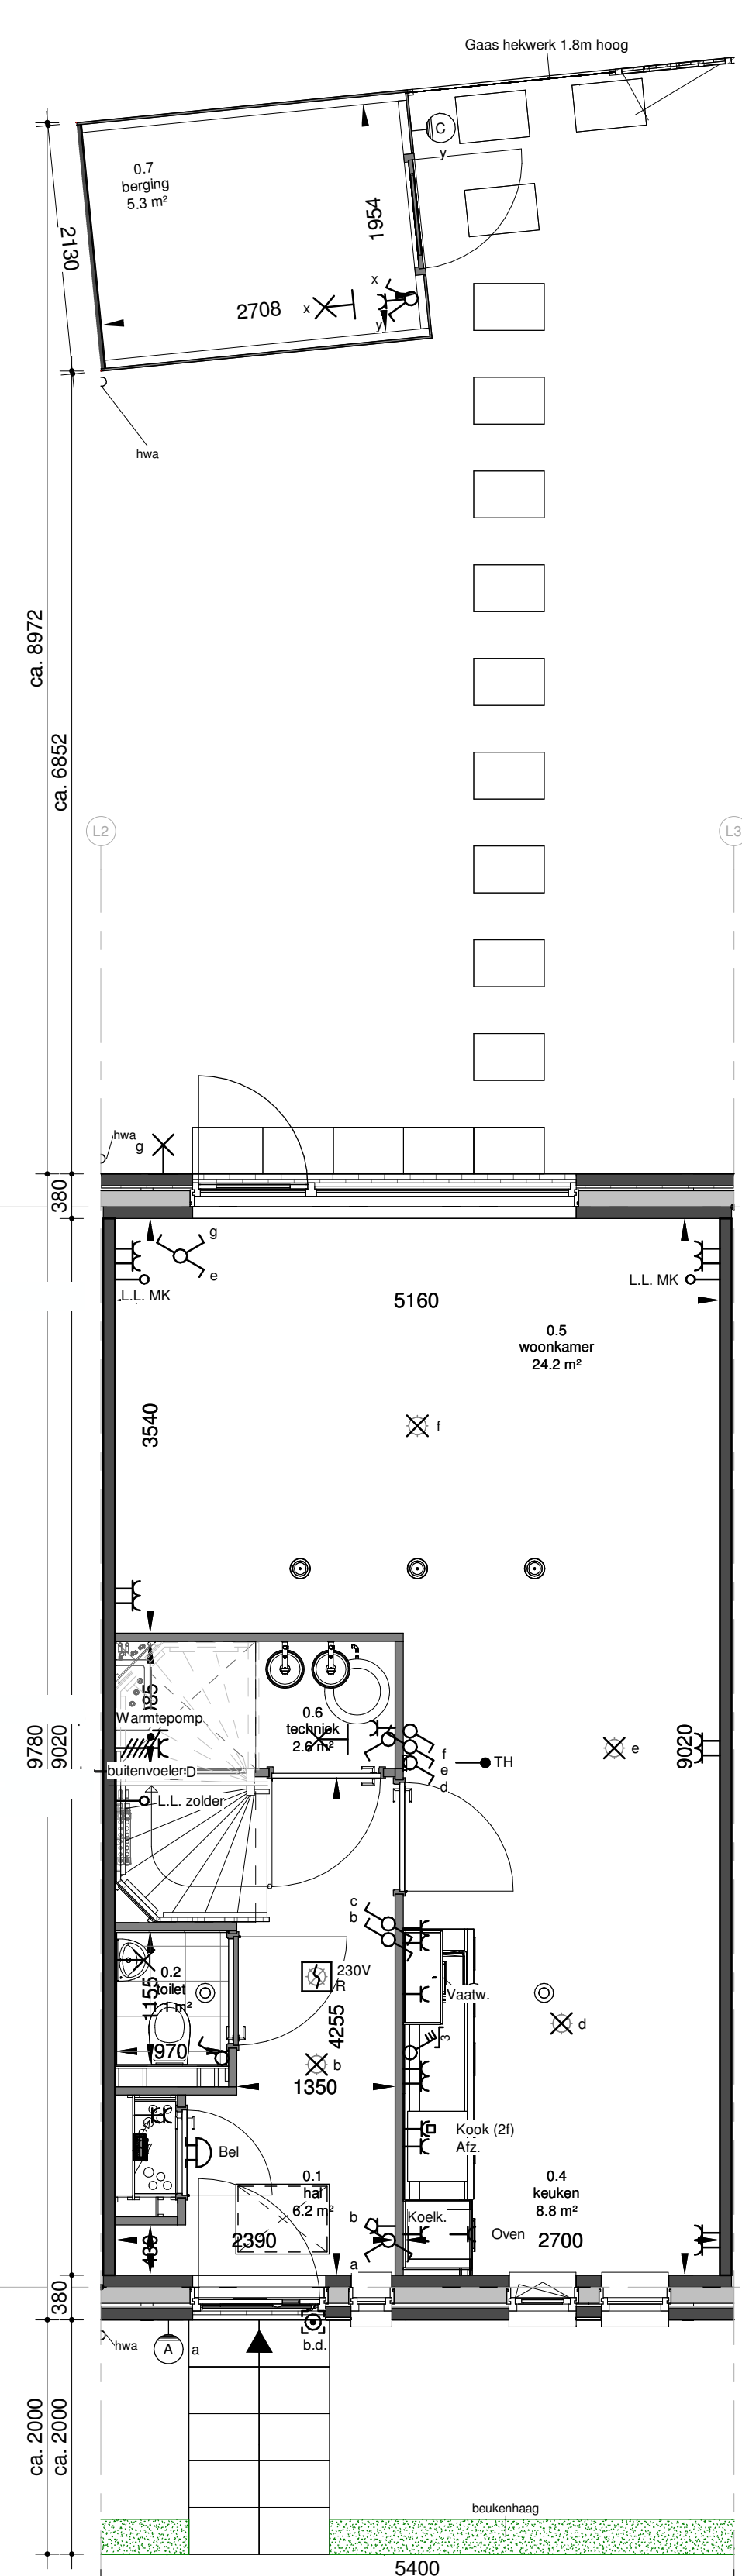 Gaas hekwerk 1.8m hoog
C
y
0.7
berging
5.3 m²
1954
2130
x
2708
x
y
hwa
ca. 8972
ca. 6852
L2
L3
hwa
g
380
g
e
L.L. MK
L.L. MK
5160
0.5
woonkamer
24.2 m²
3540
f
0.6
techniek
2.6 m²
Warmtepomp
f
e
d
TH
e
9780
9020
9020
buitenvoeler:D
L.L. zolder
c
b
0.2
toilet
1155
230V
R
Vaatw.
4255
d
3
970
b
1350
Kook (2f)
Afz.
Bel
0.1
hal
6.2 m²
0.4
keuken
8.8 m²
b
Koelk.
Oven
2390
2700
a
380
hwa
A
a
b.d.
ca. 2000
ca. 2000
beukenhaag
5400